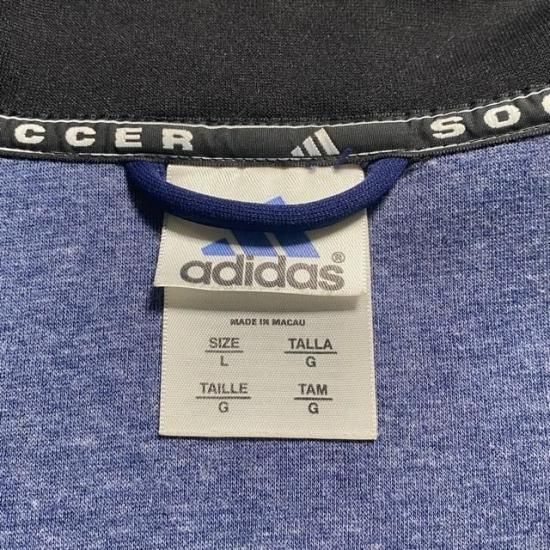 CCER SOC
adidas®
MADE IN MACAU
SIZE TALLA
L G
TAILLE TAM
G G